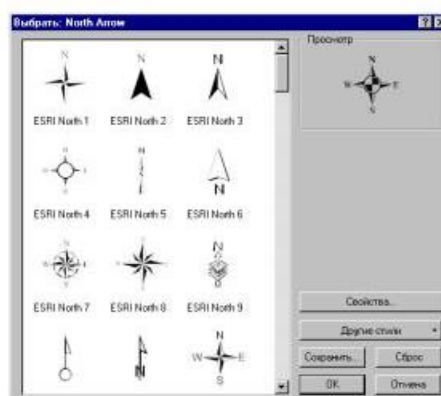 Выбрать: North Arrow
N
N
N
ESRI North 1
ESRI North 2
ESRI North 3
N
N
ESRI North 4
ESRI North 5
ESRI North 6
N
ESRI North 7
ESRI North 8
ESRI North 9
N
N
W
E
S
Просмотр
N
W
E
S
Свойства...
Другие стили
Сохранить...
Сброс
OK
Отмена